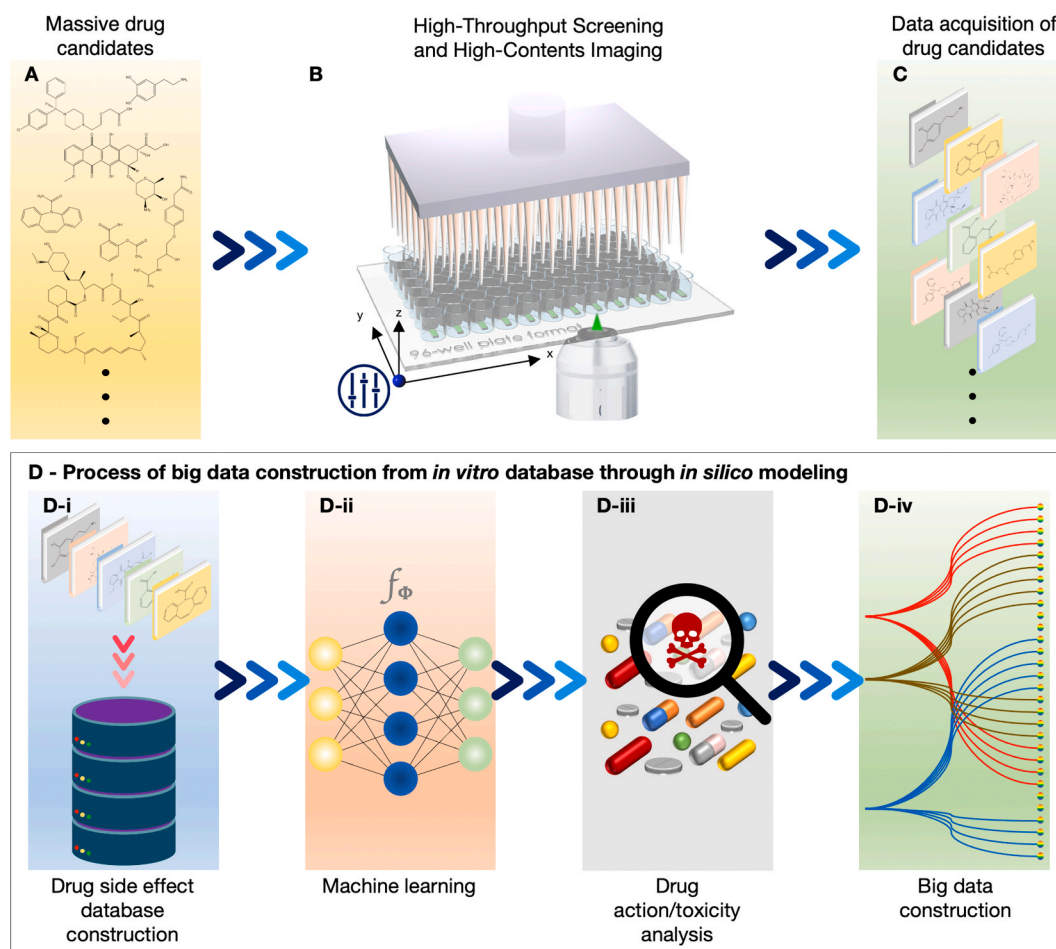 Massive drug
candidates
High-Throughput Screening
and High-Contents Imaging
Data acquisition of
drug candidates
A
B
C
y
z
x
96-well plate format
D - Process of big data construction from in vitro database through in silico modeling
D-i
D-ii
D-iii
D-iv
fΦ
Drug side effect
database
construction
Machine learning
Drug
action/toxicity
analysis
Big data
construction